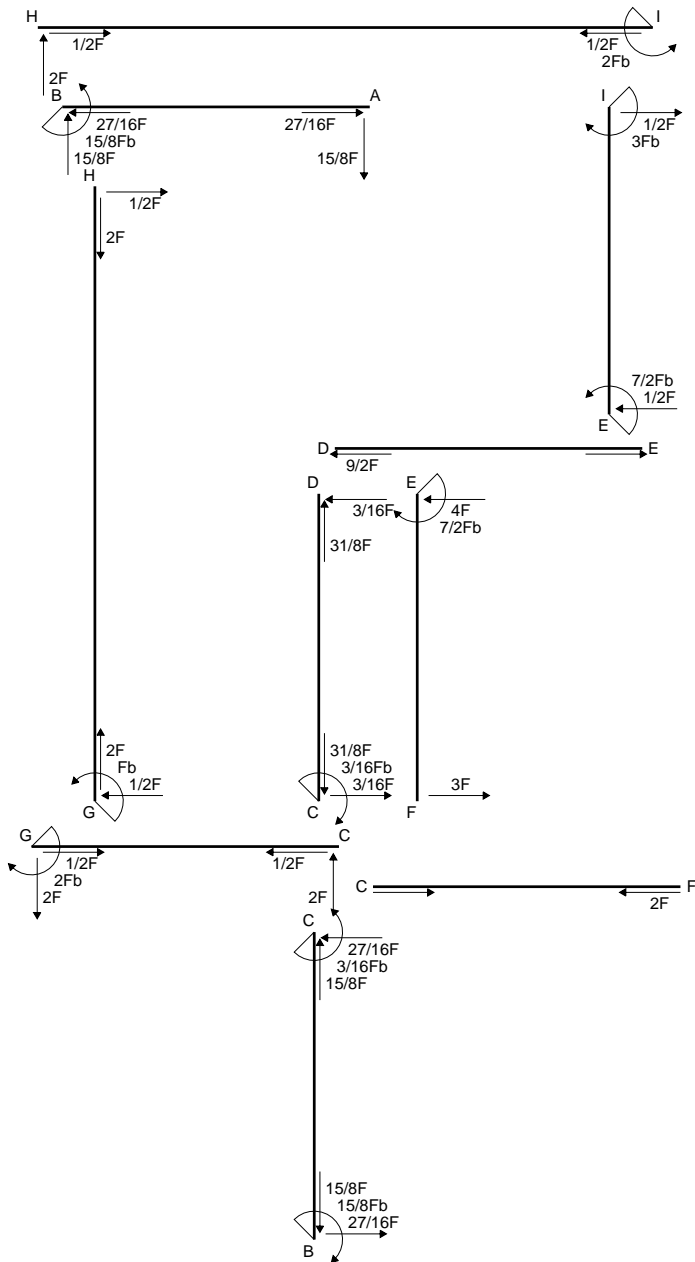 H I
1/2F 1/2F
2F 2Fb
B A I
27/16F 27/16F 1/2F
15/8Fb 3Fb
15/8F 15/8F
H
1/2F
2F
7/2Fb
1/2F
E
D E
9/2F
D E
3/16F 4F
7/2Fb
31/8F
2F 31/8F
Fb 3/16Fb
1/2F 3/16F 3F
G C F
G C
1/2F 1/2F
2Fb
2F 2F
C F
2F
C
27/16F
3/16Fb
15/8F
15/8F
15/8Fb
27/16F
B